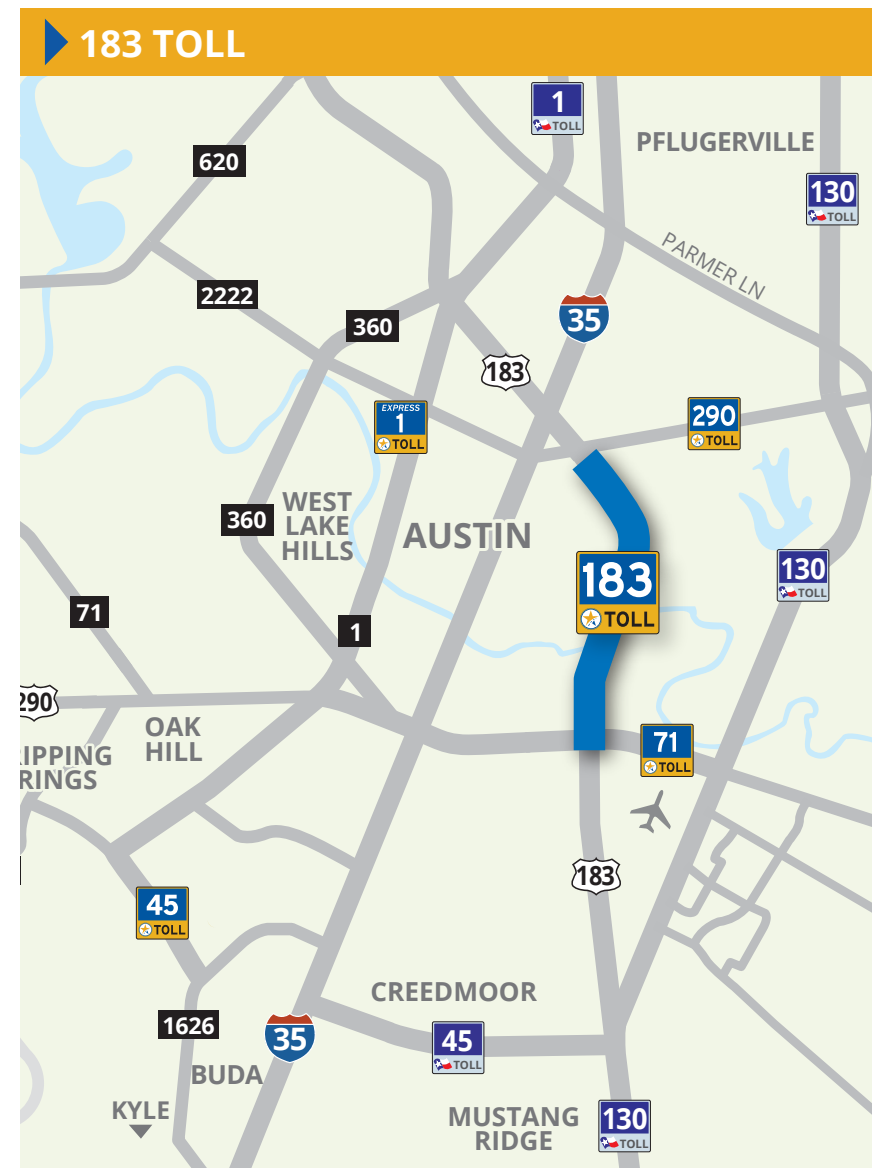 183 TOLL
1
TOLL
PFLUGERVILLE
620
130
TOLL
PARMER LN
2222
360
35
183
EXPRESS
1
TOLL
290
TOLL
WEST
LAKE
HILLS
360
AUSTIN
130
TOLL
183
TOLL
71
1
290
OAK
HILL
71
TOLL
IPPING
RINGS
183
45
TOLL
CREEDMOOR
1626
35
45
TOLL
BUDA
KYLE
MUSTANG
RIDGE
130
TOLL